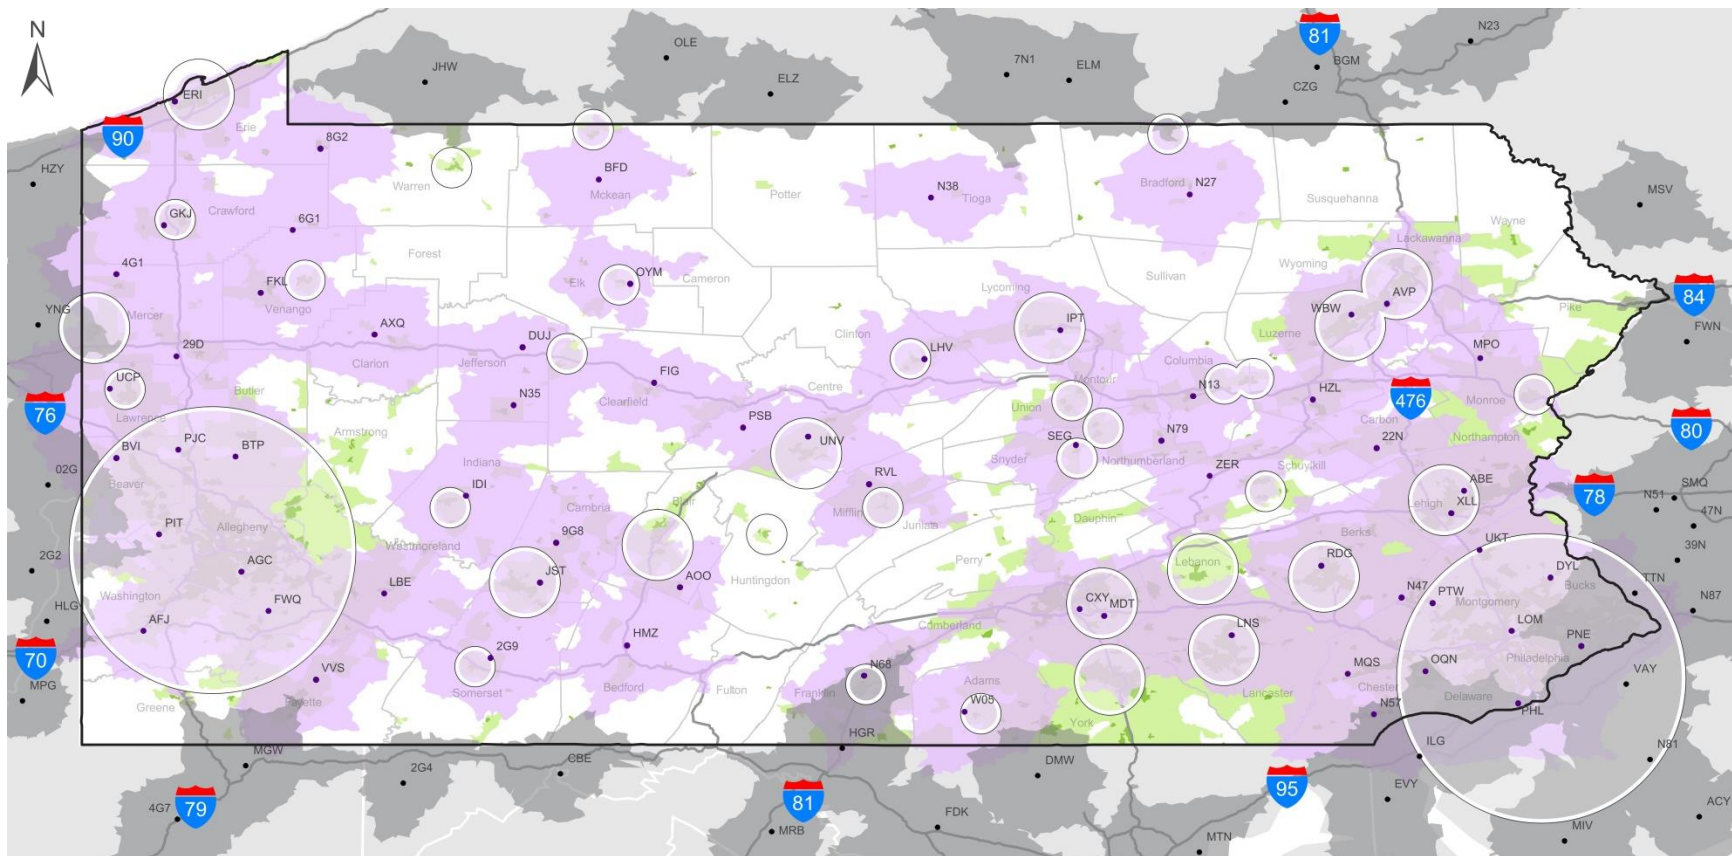 N
81
N23
OLE
JHW
7N1
ELM
BGM
ELZ
CZG
ERI
Erie
90
8G2
HZY
Warren
BFD
Mckean
Potter
N38
Tioga
Bradford
N27
Susquehanna
MSV
GKJ
Crawford
6G1
Wayne
Lackawanna
Forest
4G1
FKL
Venango
Elk
OYM
Cameron
Sullivan
Wyoming
Lycoming
AVP
WBW
Pike
84
YNG
Mercer
AXQ
DUJ
Clinton
IPT
Luzerne
FWN
29D
Clarion
Jefferson
LHV
Columbia
MPO
UCP
Butler
FIG
Centre
Montour
N13
HZL
476
Monroe
76
Lawrence
N35
Clearfield
Union
Carbon
PSB
Armstrong
BVI
PJC
BTP
UNV
SEG
N79
22N
Northampton
80
02G
Beaver
Indiana
Snyder
Northumberland
Schuylkill
IDI
Blair
RVL
ZER
ABE
78
SMQ
Mifflin
Juniata
Dauphin
Lehigh
XLL
N51
47N
PIT
Allegheny
Cambria
Westmoreland
9G8
Perry
Berks
UKT
39N
2G2
AGC
JST
AOO
Huntingdon
Lebanon
RDG
DYL
Bucks
TTN
HLG
Washington
FWQ
LBE
CXY
MDT
N47
PTW
Montgomery
N87
AFJ
Cumberland
LNS
LOM
PNE
70
2G9
HMZ
Philadelphia
MPG
VVS
Somerset
Bedford
Fulton
Franklin
N68
Adams
W05
York
Lancaster
MQS
Chester
OQN
Delaware
VAY
Greene
Fayette
N57
PHL
HGR
ILG
MGW
CBE
DMW
N81
2G4
4G7
79
81
95
EVY
ACY
MRB
FDK
MTN
MIV